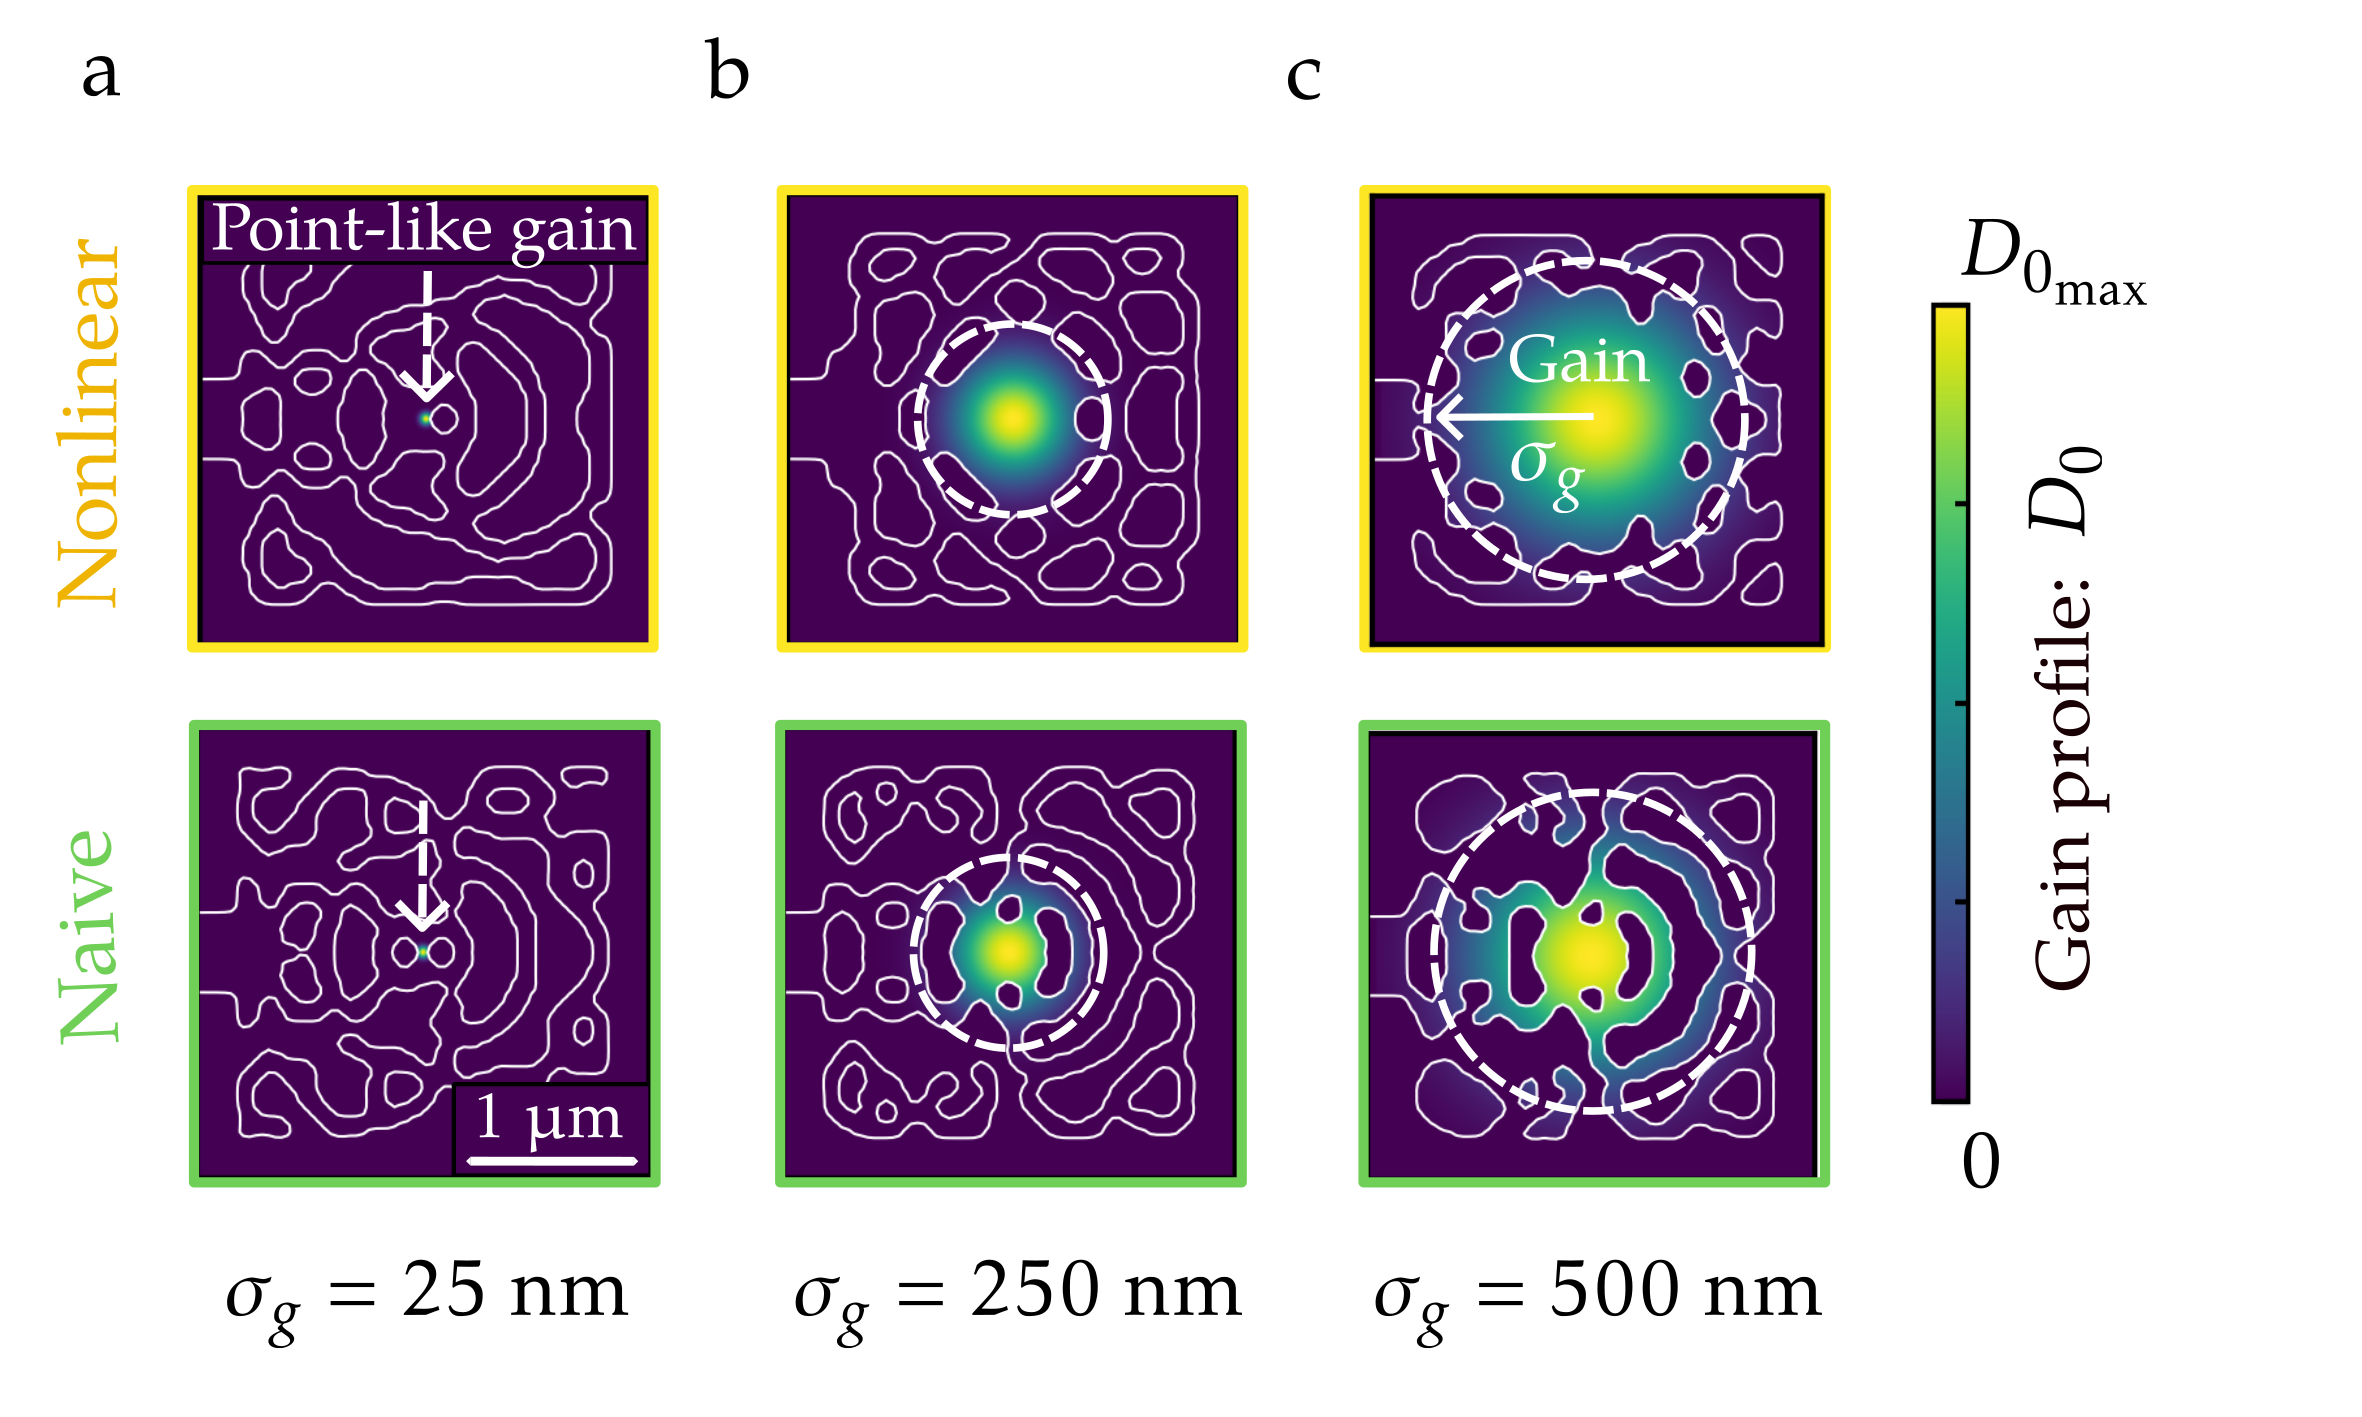 a
b
c
Nonlinear
Point-like gain
Gain
σg
D0max
Gain profile: D0
0
Naive
1 µm
σg = 25 nm
σg = 250 nm
σg = 500 nm